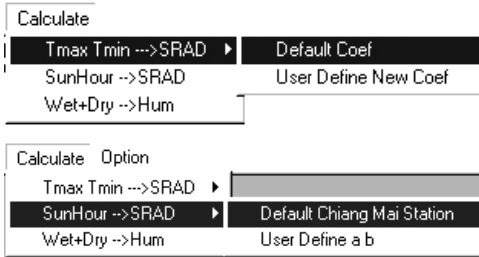 Calculate
Tmax Tmin --->SRAD Default Coef
SunHour -->SRAD User Define New Coef
Wet+Dry -->Hum
Calculate Option
Tmax Tmin --->SRAD
SunHour -->SRAD Default Chiang Mai Station
Wet+Dry -->Hum User Define a b